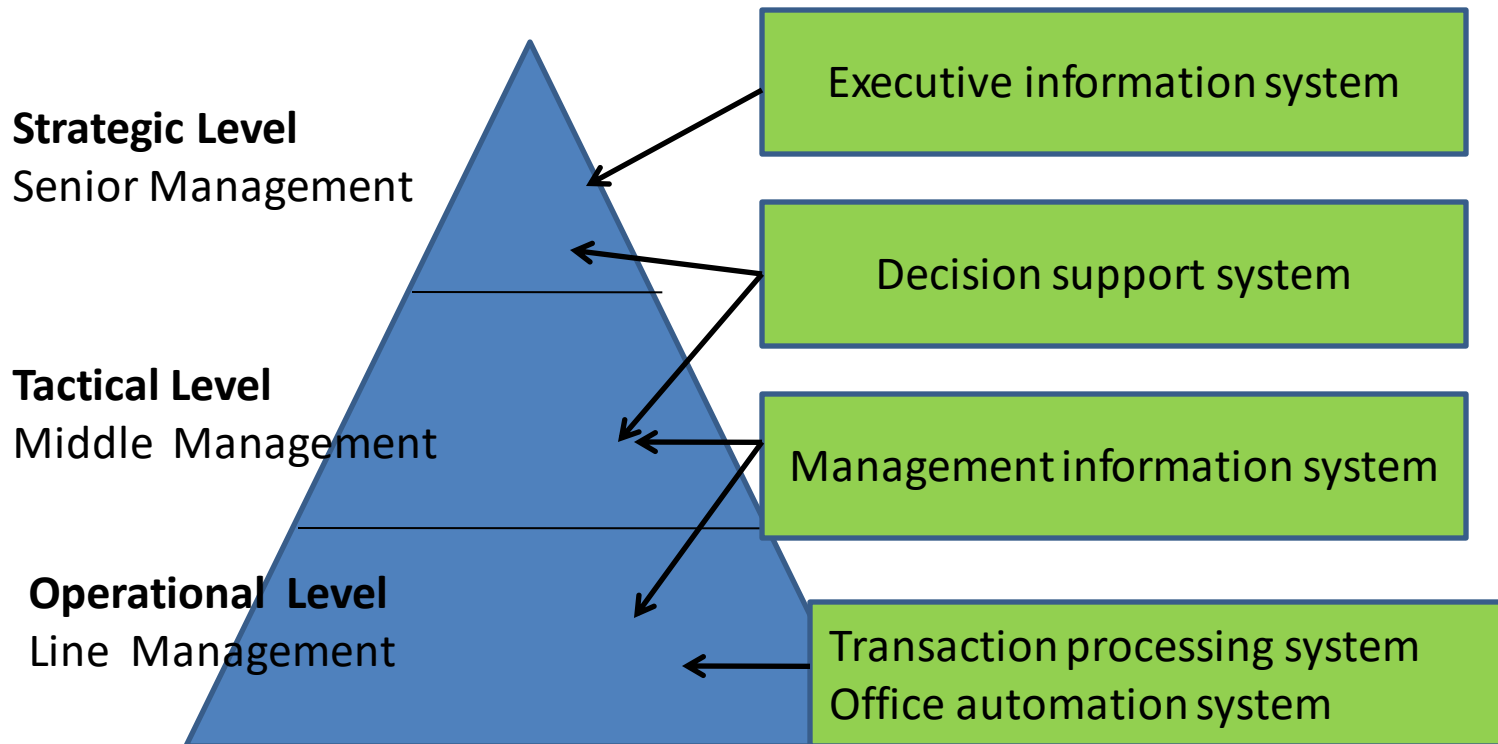 Strategic Level
Senior Management
Tactical Level
Middle Management
Operational Level
Line Management
Executive information system
Decision support system
Management information system
Transaction processing system
Office automation system